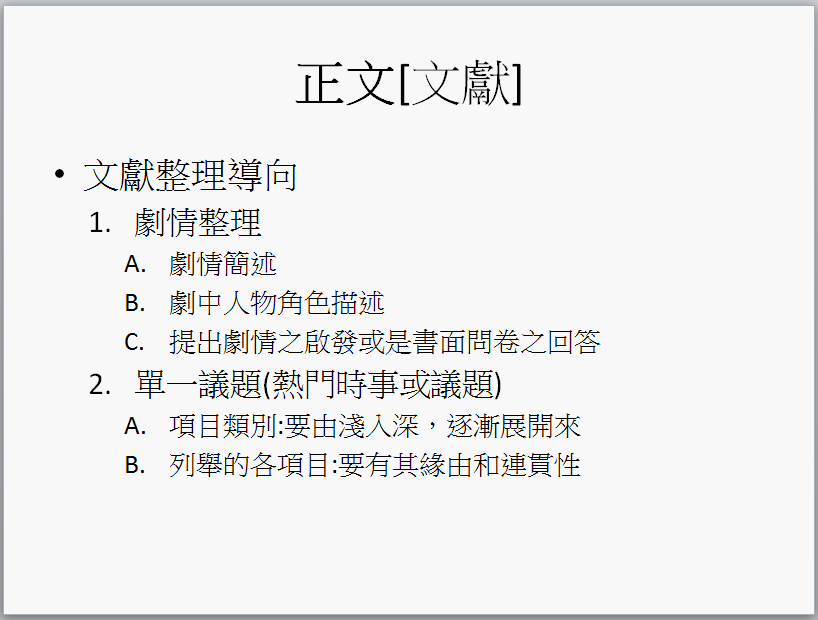 正文[文獻]
• 文獻整理導向
1. 劇情整理
A. 劇情簡述
B. 劇中人物角色描述
C. 提出劇情之啟發或是書面問卷之回答
2. 單一議題(熱門時事或議題)
A. 項目類別:要由淺入深，逐漸展開來
B. 列舉的各項目:要有其緣由和連貫性